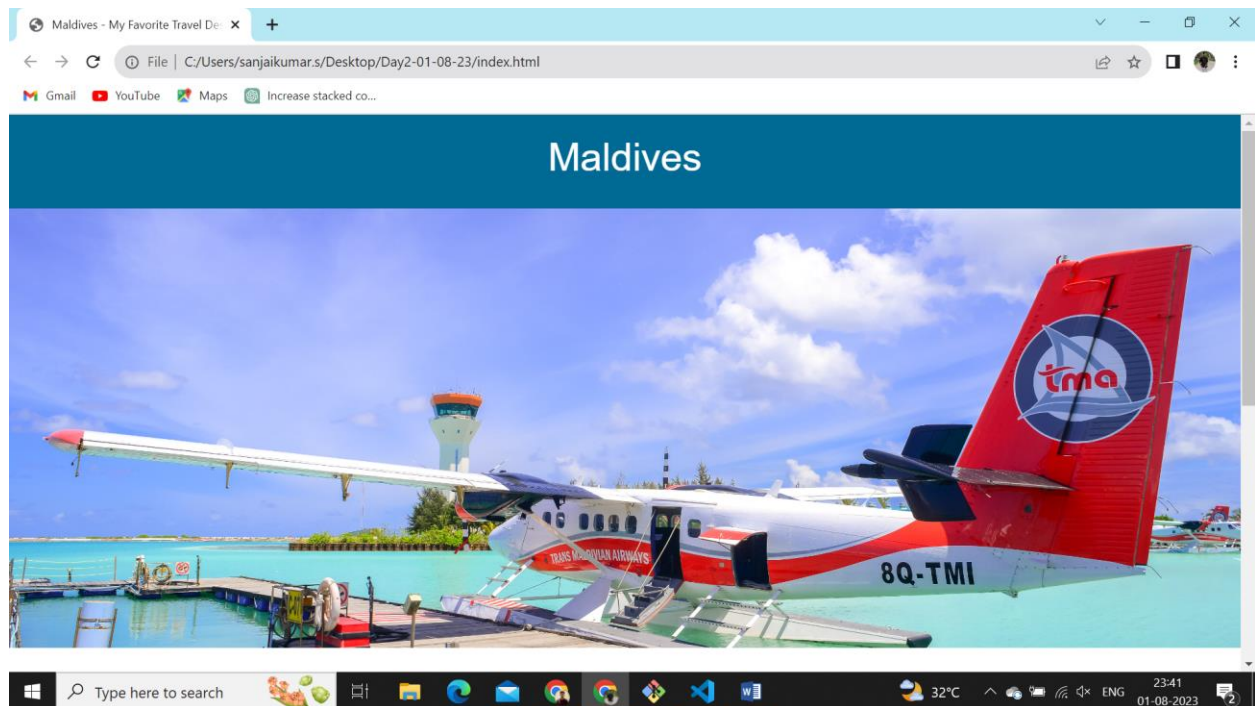 Maldives - My Favorite Travel De
File | C:/Users/sanjaikumar.s/Desktop/Day2-01-08-23/index.html
Gmail YouTube Maps Increase stacked co...
Maldives
tma
TRANS MALDIVIAN AIRWAYS
8Q-TMI
Type here to search 32°C ENG 23:41
01-08-2023 2